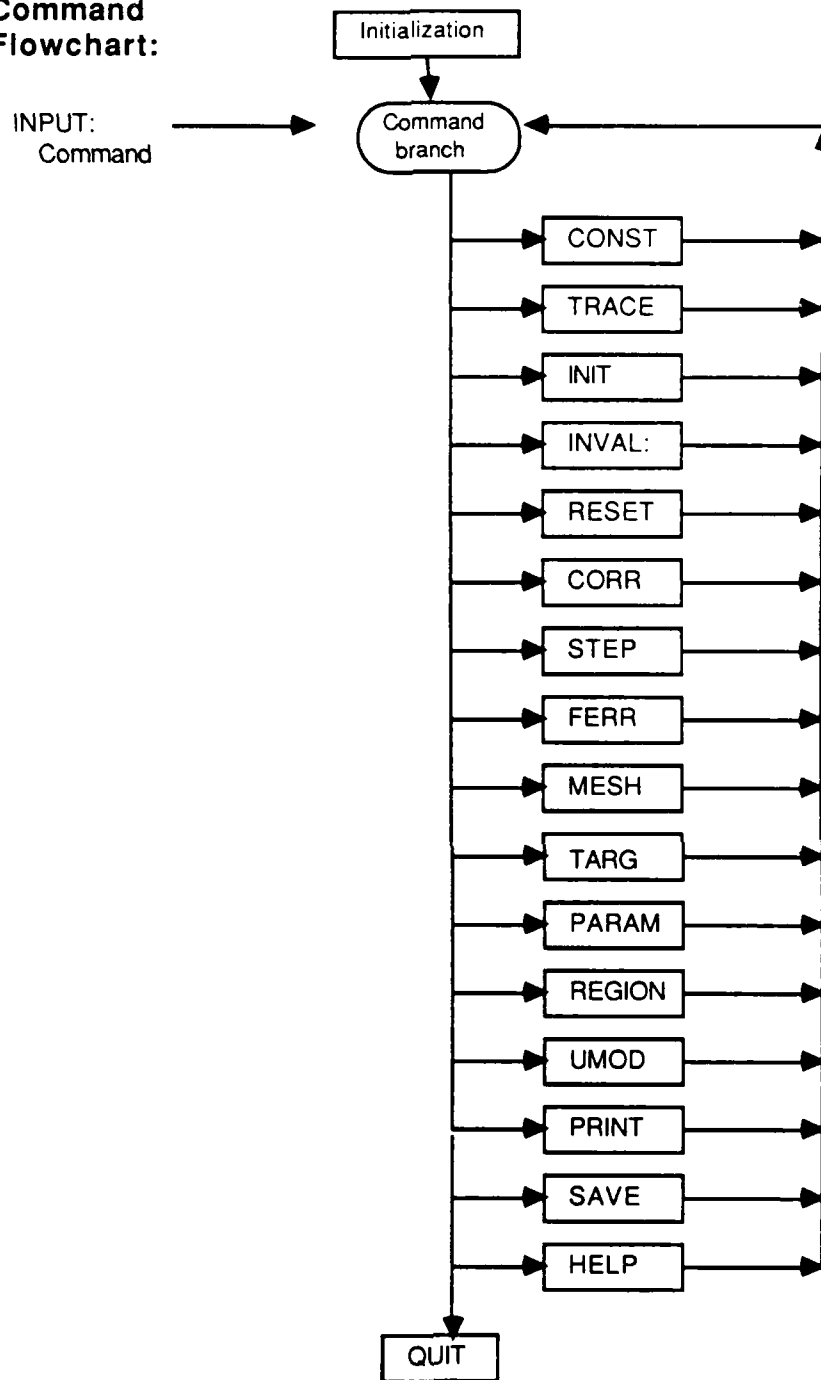 Command
Flowchart:
Initialization
INPUT:
Command
Command
branch
CONST
TRACE
INIT
INVAL:
RESET
CORR
STEP
FERR
MESH
TARG
PARAM
REGION
UMOD
PRINT
SAVE
HELP
QUIT